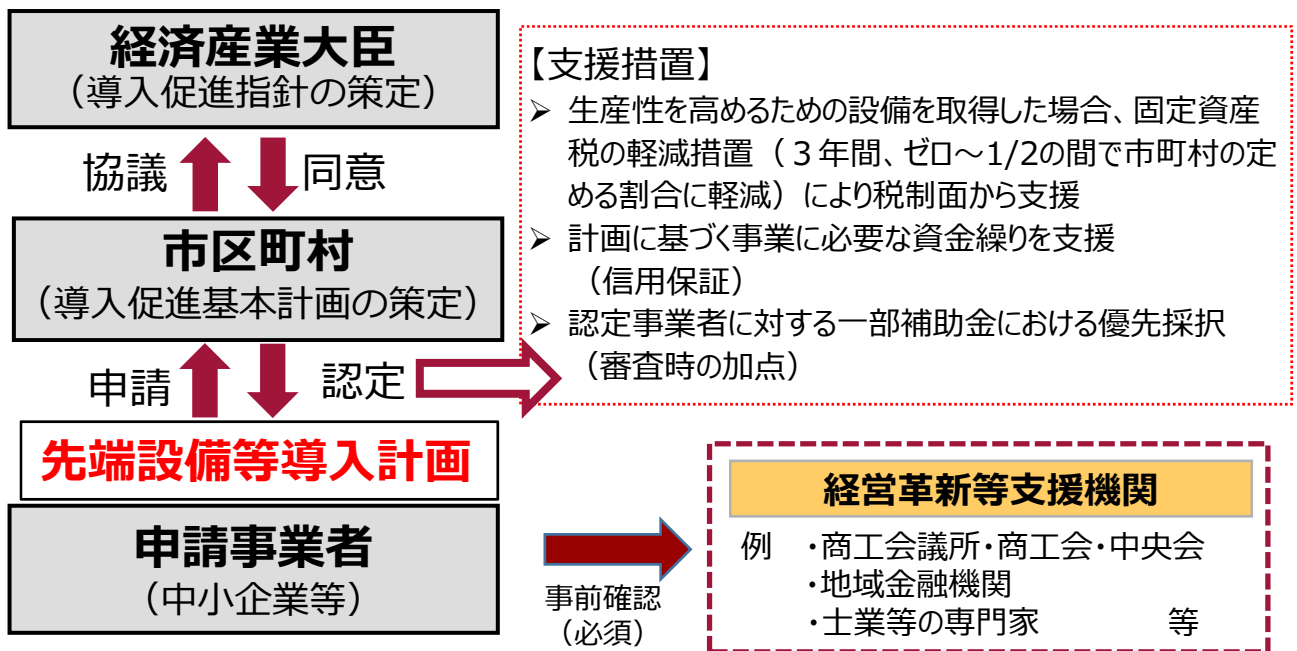 経済産業大臣
（導入促進指針の策定）
協議
同意
市区町村
（導入促進基本計画の策定）
申請
認定
先端設備等導入計画
申請事業者
（中小企業等）
【支援措置】
➢ 生産性を高めるための設備を取得した場合、固定資産
税の軽減措置（３年間、ゼロ～1/2の間で市町村の定
める割合に軽減）により税制面から支援
➢ 計画に基づく事業に必要な資金繰りを支援
（信用保証）
➢ 認定事業者に対する一部補助金における優先採択
（審査時の加点）
事前確認
（必須）
経営革新等支援機関
例 ・商工会議所・商工会・中央会
・地域金融機関
・士業等の専門家 等